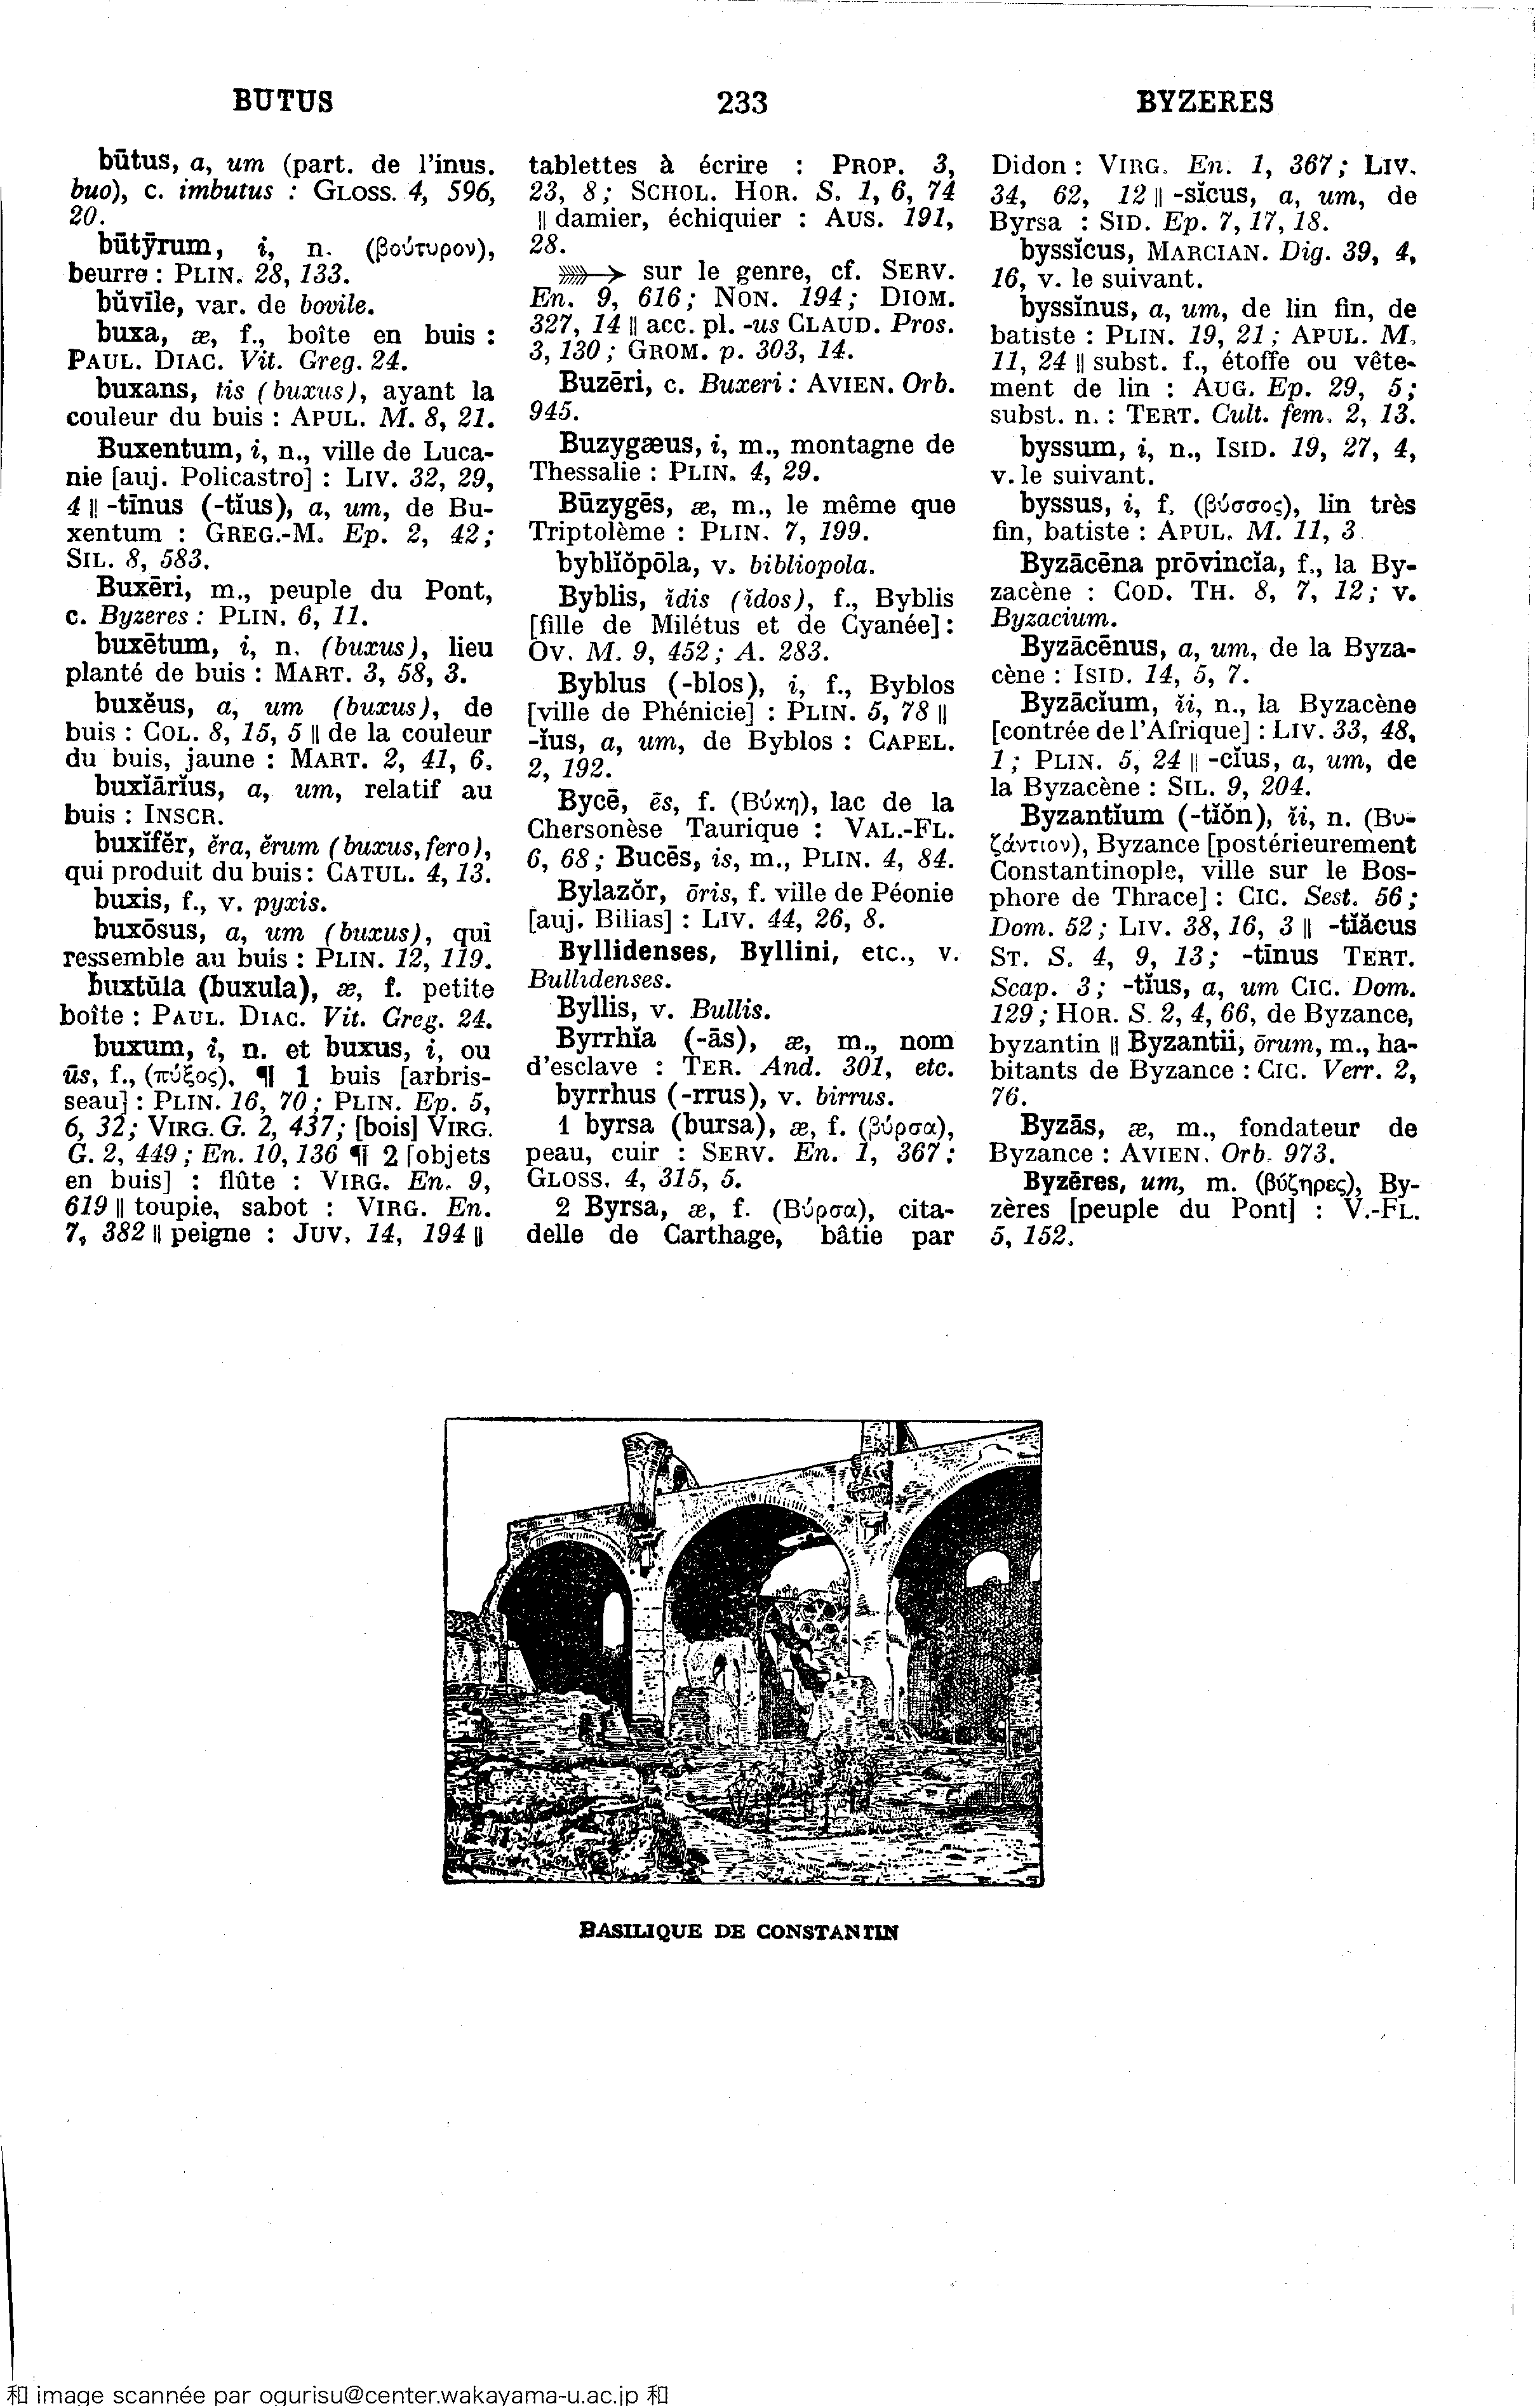 BUTUS 233 BYZERES
būtus, a, um (part. de l'inus.
buo), c. imbutus : GLOSS. 4, 596,
20.
būtȳrum, i, n. (βούτυρον),
beurre : PLIN. 28, 133.
bŭvīle, var. de bovile.
buxa, æ, f., boîte en buis :
PAUL. DIAC. Vit. Greg. 24.
buxans, tis (buxus), ayant la
couleur du buis : APUL. M. 8, 21.
Buxentum, i, n., ville de Luca-
nie [auj. Policastro] : LIV. 32, 29,
4 || -tīnus (-tĭus), a, um, de Bu-
xentum : GREG.-M. Ep. 2, 42;
SIL. 8, 583.
Buxēri, m., peuple du Pont,
c. Byzeres : PLIN. 6, 11.
buxētum, i, n. (buxus), lieu
planté de buis : MART. 3, 58, 3.
buxĕus, a, um (buxus), de
buis : COL. 8, 15, 5 || de la couleur
du buis, jaune : MART. 2, 41, 6.
buxĭārĭus, a, um, relatif au
buis : INSCR.
buxĭfĕr, ĕra, ĕrum (buxus, fero),
qui produit du buis : CATUL. 4, 13.
buxis, f., v. pyxis.
buxōsus, a, um (buxus), qui
ressemble au buis : PLIN. 12, 119.
buxtŭla (buxula), æ, f. petite
boîte : PAUL. DIAC. Vit. Greg. 24.
buxum, i, n. et buxus, i, ou
ūs, f., (πύξος), ¶ 1 buis [arbris-
seau] : PLIN. 16, 70 ; PLIN. Ep. 5,
6, 32; VIRG. G. 2, 437; [bois] VIRG.
G. 2, 449 ; En. 10, 136 ¶ 2 [objets
en buis] : flûte : VIRG. En. 9,
619 || toupie, sabot : VIRG. En.
7, 382 || peigne : JUV. 14, 194 ||
tablettes à écrire : PROP. 3,
23, 8 ; SCHOL. HOR. S. 1, 6, 74
|| damier, échiquier : AUS. 191,
28.
➳→ sur le genre, cf. SERV.
En. 9, 616; NON. 194; DIOM.
327, 14 || acc. pl. -us CLAUD. Pros.
3, 130 ; GROM. p. 303, 14.
Buzēri, c. Buxeri : AVIEN. Orb.
945.
Buzygæus, i, m., montagne de
Thessalie : PLIN. 4, 29.
Būzygēs, æ, m., le même que
Triptolème : PLIN. 7, 199.
byblĭŏpōla, v. bibliopola.
Byblis, ĭdis (ĭdos), f., Byblis
[fille de Milétus et de Cyanée] :
OV. M. 9, 452 ; A. 283.
Byblus (-blos), i, f., Byblos
[ville de Phénicie] : PLIN. 5, 78 ||
-ĭus, a, um, de Byblos : CAPEL.
2, 192.
Bycē, ēs, f. (Βύκη), lac de la
Chersonèse Taurique : VAL.-FL.
6, 68 ; Bucēs, is, m., PLIN. 4, 84.
Bylazŏr, ōris, f. ville de Péonie
[auj. Bilias] : LIV. 44, 26, 8.
Byllidenses, Byllini, etc., v.
Bullidenses.
Byllis, v. Bullis.
Byrrhĭa (-ās), æ, m., nom
d'esclave : TER. And. 301, etc.
byrrhus (-rrus), v. birrus.
1 byrsa (bursa), æ, f. (βύρσα),
peau, cuir : SERV. En. 1, 367 ;
GLOSS. 4, 315, 5.
2 Byrsa, æ, f. (Βύρσα), cita-
delle de Carthage, bâtie par
Didon : VIRG. En. 1, 367 ; LIV.
34, 62, 12 || -sĭcus, a, um, de
Byrsa : SID. Ep. 7, 17, 18.
byssĭcus, MARCIAN. Dig. 39, 4,
16, v. le suivant.
byssĭnus, a, um, de lin fin, de
batiste : PLIN. 19, 21 ; APUL. M.
11, 24 || subst. f., étoffe ou vête-
ment de lin : AUG. Ep. 29, 5;
subst. n. : TERT. Cult. fem. 2, 13.
byssum, i, n., ISID. 19, 27, 4,
v. le suivant.
byssus, i, f. (βύσσος), lin très
fin, batiste : APUL. M. 11, 3
Byzācēna prōvincĭa, f., la By-
zacène : COD. TH. 8, 7, 12; v.
Byzacium.
Byzācēnus, a, um, de la Byza-
cène : ISID. 14, 5, 7.
Byzācĭum, ĭi, n., la Byzacène
[contrée de l'Afrique] : LIV. 33, 48,
1 ; PLIN. 5, 24 || -cĭus, a, um, de
la Byzacène : SIL. 9, 204.
Byzantĭum (-tĭŏn), ĭi, n. (Βυ-
ζάντιον), Byzance [postérieurement
Constantinople, ville sur le Bos-
phore de Thrace] : CIC. Sest. 56 ;
Dom. 52 ; LIV. 38, 16, 3 || -tĭăcus
ST. S. 4, 9, 13; -tīnus TERT.
Scap. 3 ; -tĭus, a, um CIC. Dom.
129 ; HOR. S. 2, 4, 66, de Byzance,
byzantin || Byzantii, ōrum, m., ha-
bitants de Byzance : CIC. Verr. 2,
76.
Byzās, æ, m., fondateur de
Byzance : AVIEN. Orb. 973.
Byzēres, um, m. (βύζηρες), By-
zères [peuple du Pont] : V.-FL.
5, 152.
BASILIQUE DE CONSTANTIN
和 image scannée par ogurisu@center.wakayama-u.ac.jp 和